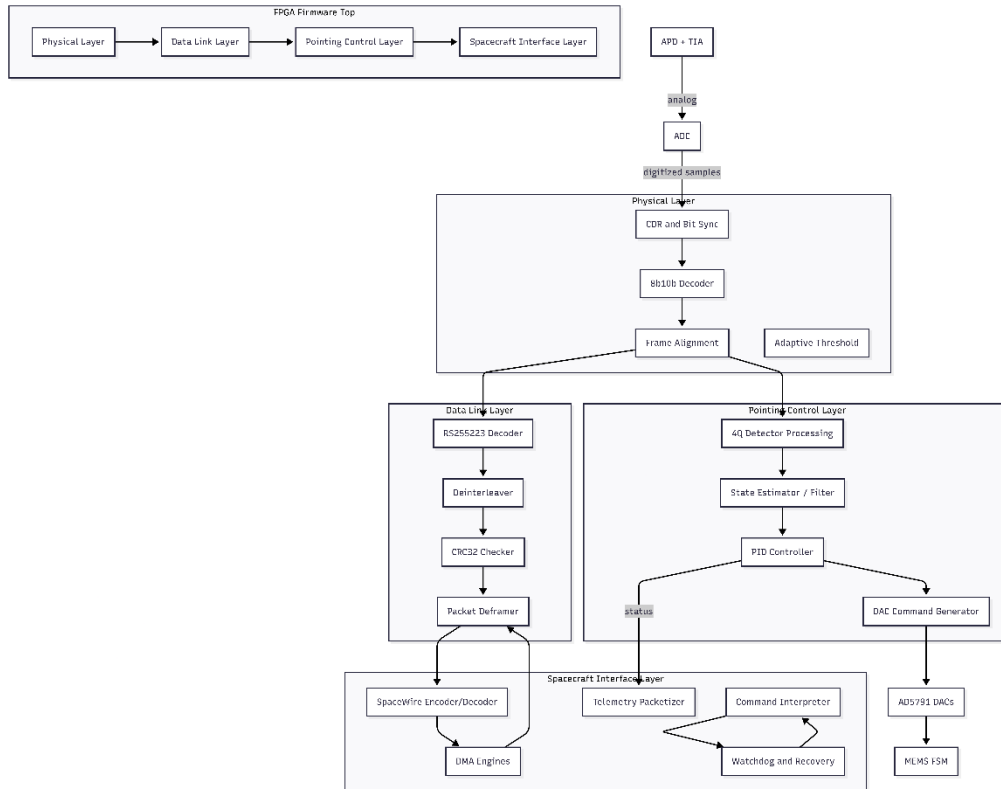 FPGA Firmware Top
Physical Layer
Data Link Layer
Pointing Control Layer
Spacecraft Interface Layer
APD + TIA
analog
ADC
digitized samples
Physical Layer
CDR and Bit Sync
8b10b Decoder
Frame Alignment
Adaptive Threshold
Data Link Layer
Pointing Control Layer
RS255223 Decoder
4Q Detector Processing
Deinterleaver
State Estimator / Filter
CRC32 Checker
PID Controller
status
Packet Deframer
DAC Command Generator
Spacecraft Interface Layer
SpaceWire Encoder/Decoder
Telemetry Packetizer
Command Interpreter
AD5791 DACs
DMA Engines
Watchdog and Recovery
MEMS FSM